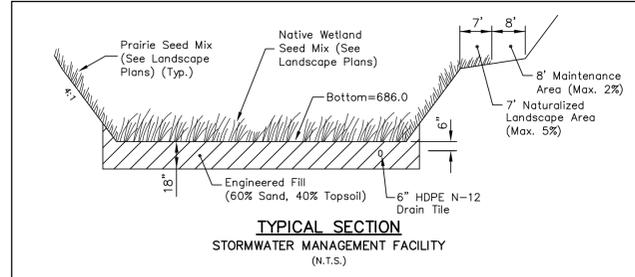 Prairie Seed Mix
(See Landscape
Plans) (Typ.)
Native Wetland
Seed Mix (See
Landscape Plans)
7'
8'
8' Maintenance
Area (Max. 2%)
7' Naturalized
Landscape Area
(Max. 5%)
4:1
Bottom=686.0
6"
18"
Engineered Fill
(60% Sand, 40% Topsoil)
6" HDPE N-12
Drain Tile
TYPICAL SECTION
STORMWATER MANAGEMENT FACILITY
(N.T.S.)